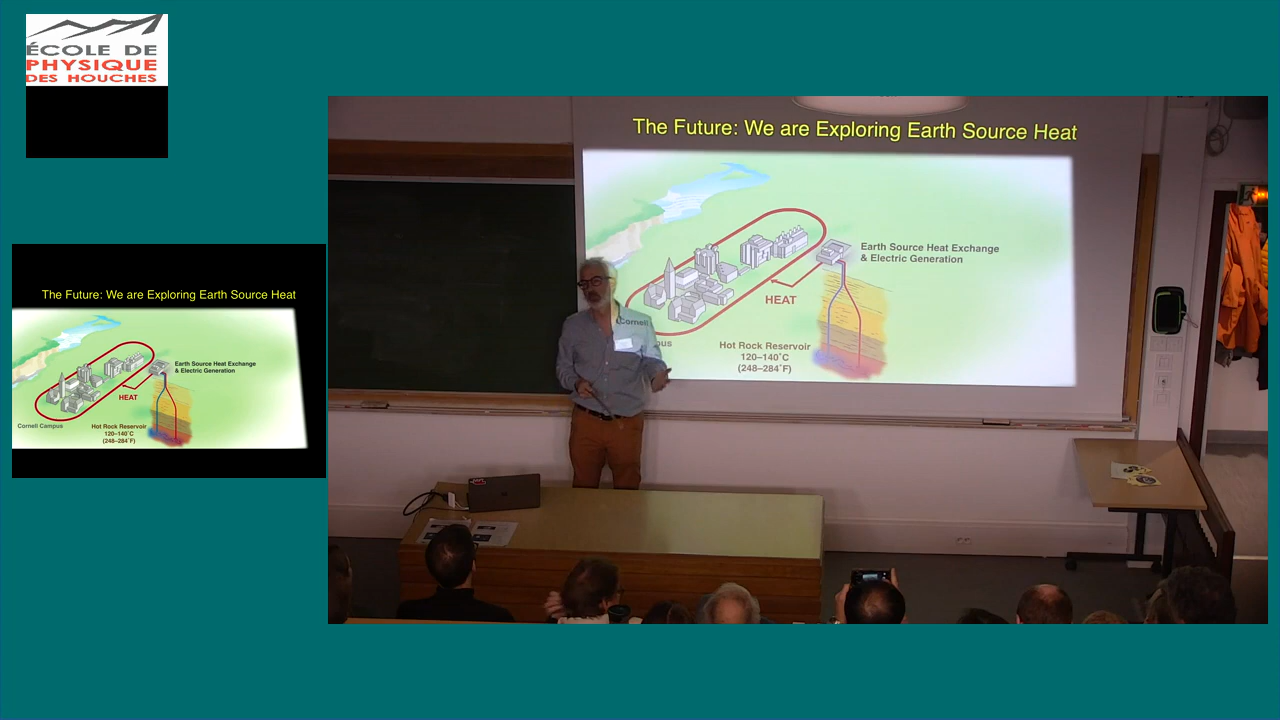 ÉCOLE DE
PHYSIQUE
DES HOUCHES
The Future: We are Exploring Earth Source Heat
Earth Source Heat Exchange
& Electric Generation
HEAT
Cornell Campus
Hot Rock Reservoir
120–140˚C
(248–284˚F)
The Future: We are Exploring Earth Source Heat
Earth Source Heat Exchange
& Electric Generation
HEAT
Cornell
pus
Hot Rock Reservoir
120–140˚C
(248–284˚F)